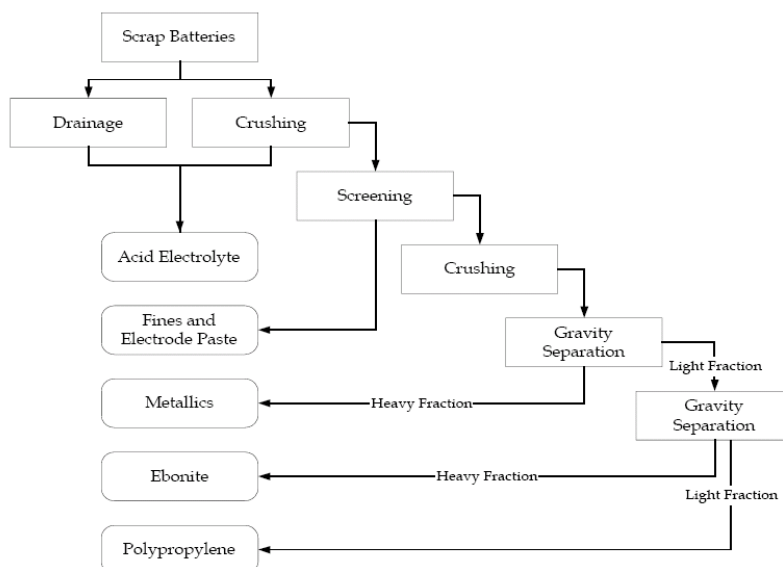 Scrap Batteries
Drainage
Crushing
Screening
Acid Electrolyte
Crushing
Fines and
Electrode Paste
Gravity
Separation
Light Fraction
Metallics
Heavy Fraction
Gravity
Separation
Ebonite
Heavy Fraction
Light Fraction
Polypropylene